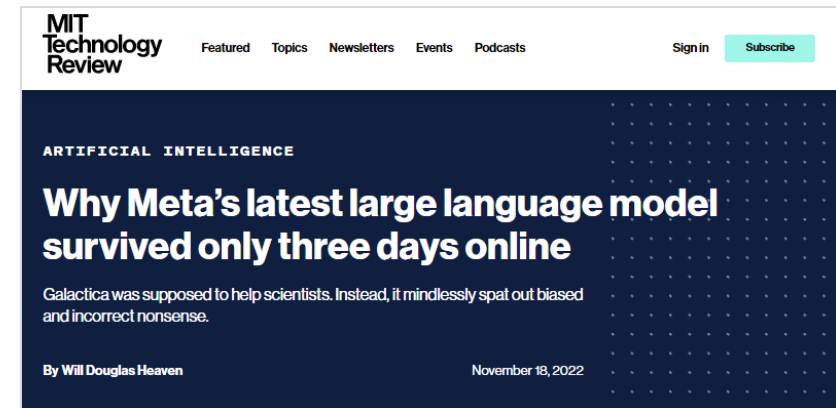 MIT
Technology
Review
Featured Topics Newsletters Events Podcasts Sign in Subscribe
ARTIFICIAL INTELLIGENCE
Why Meta’s latest large language model
survived only three days online
Galactica was supposed to help scientists. Instead, it mindlessly spat out biased
and incorrect nonsense.
By Will Douglas Heaven November 18, 2022